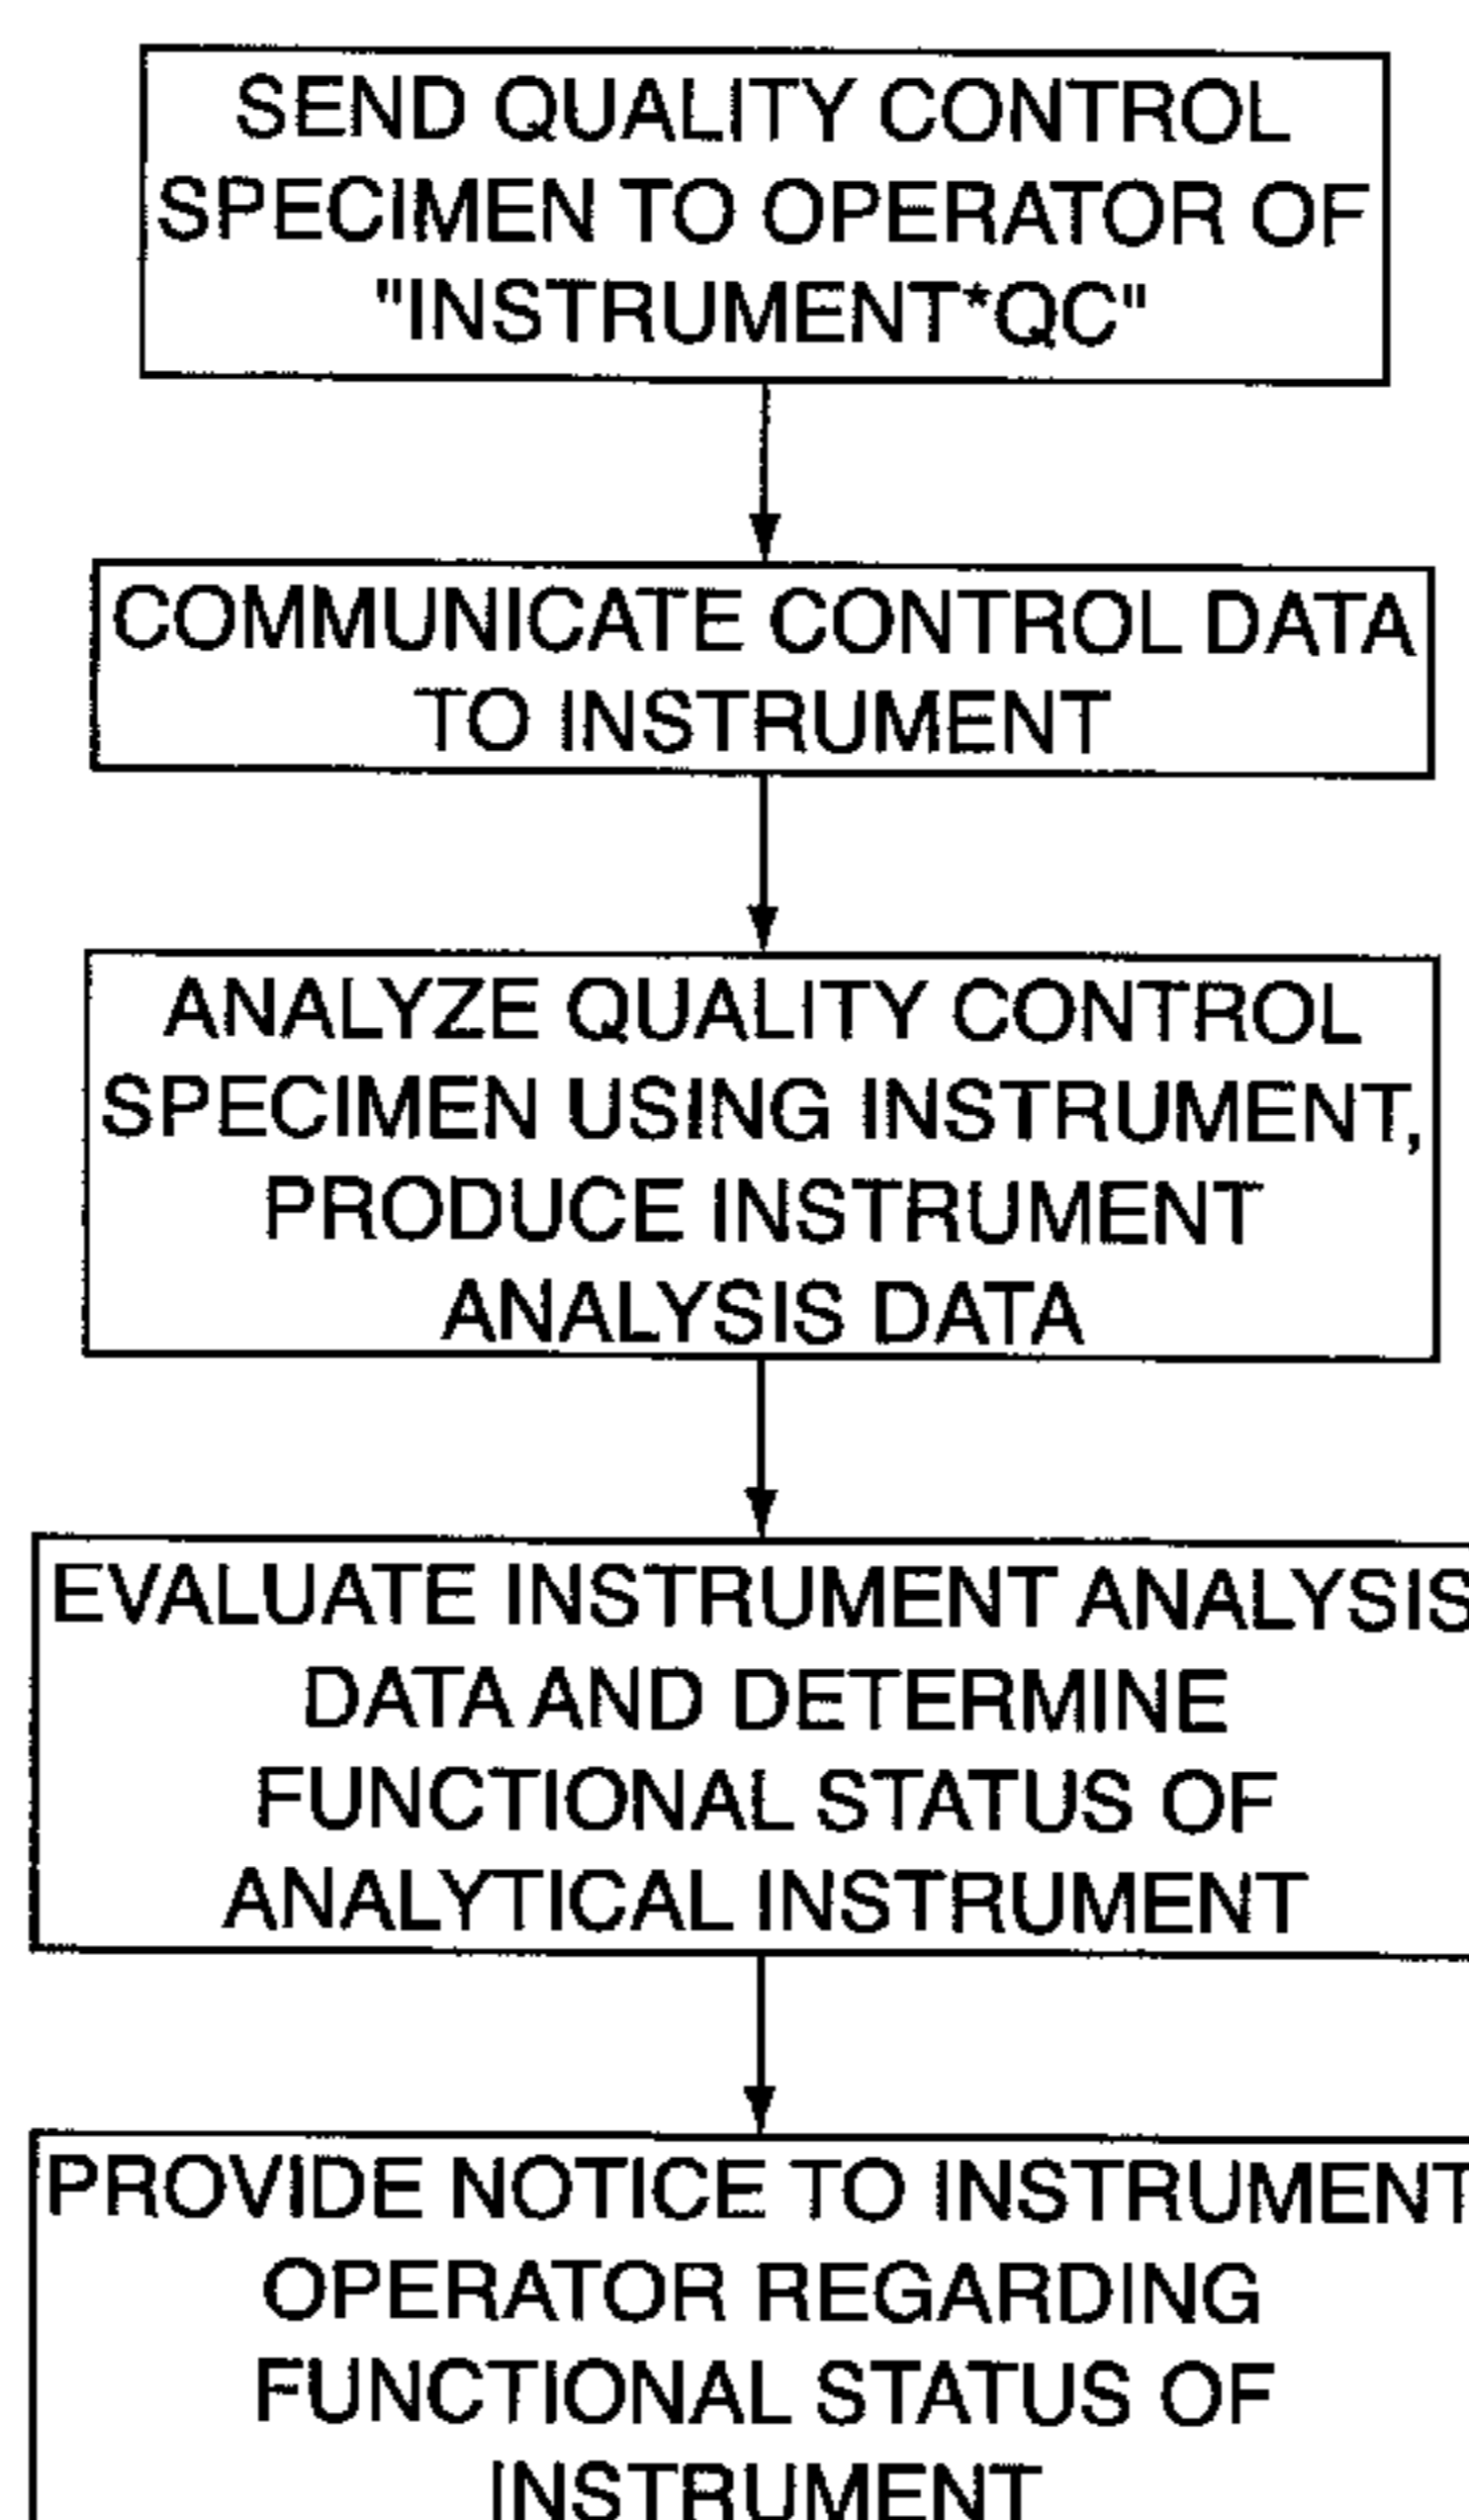 SEND QUALITY CONTROL
SPECIMEN TO OPERATOR OF
"INSTRUMENT*QC"
COMMUNICATE CONTROL DATA
TO INSTRUMENT
ANALYZE QUALITY CONTROL
SPECIMEN USING INSTRUMENT,
PRODUCE INSTRUMENT
ANALYSIS DATA
EVALUATE INSTRUMENT ANALYSIS
DATA AND DETERMINE
FUNCTIONAL STATUS OF
ANALYTICAL INSTRUMENT
PROVIDE NOTICE TO INSTRUMENT
OPERATOR REGARDING
FUNCTIONAL STATUS OF
INSTRUMENT